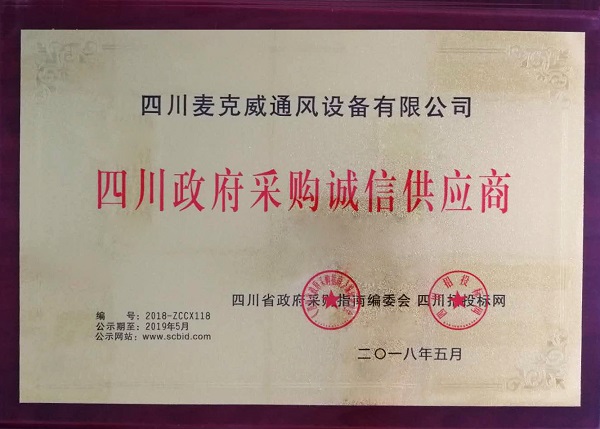 四川麦克威通风设备有限公司
四川政府采购诚信供应商
四川省政府采购指南编委会 四川招投标网
编　　号：2018-ZCCX118
公示期至：2019年5月
公示网站：www.scbid.com
二〇一八年五月